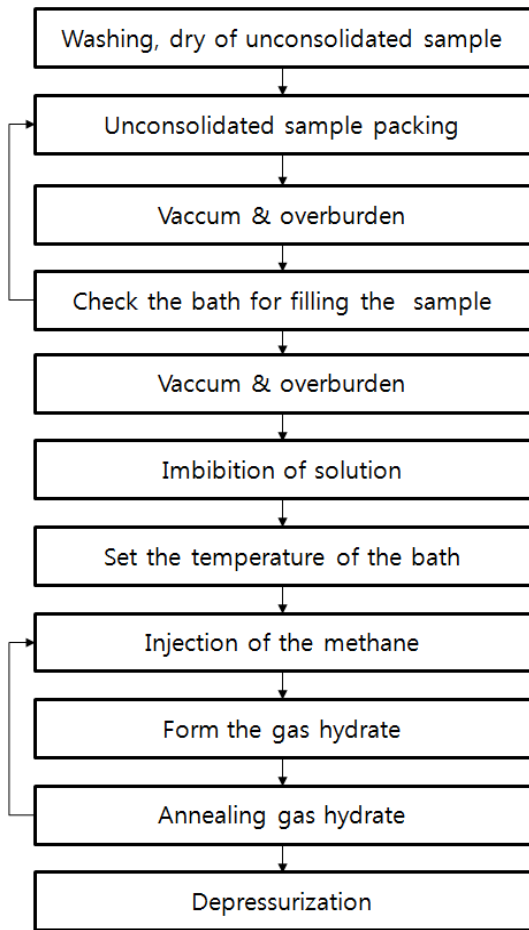 Washing, dry of unconsolidated sample
Unconsolidated sample packing
Vaccum & overburden
Check the bath for filling the sample
Vaccum & overburden
Imbibition of solution
Set the temperature of the bath
Injection of the methane
Form the gas hydrate
Annealing gas hydrate
Depressurization